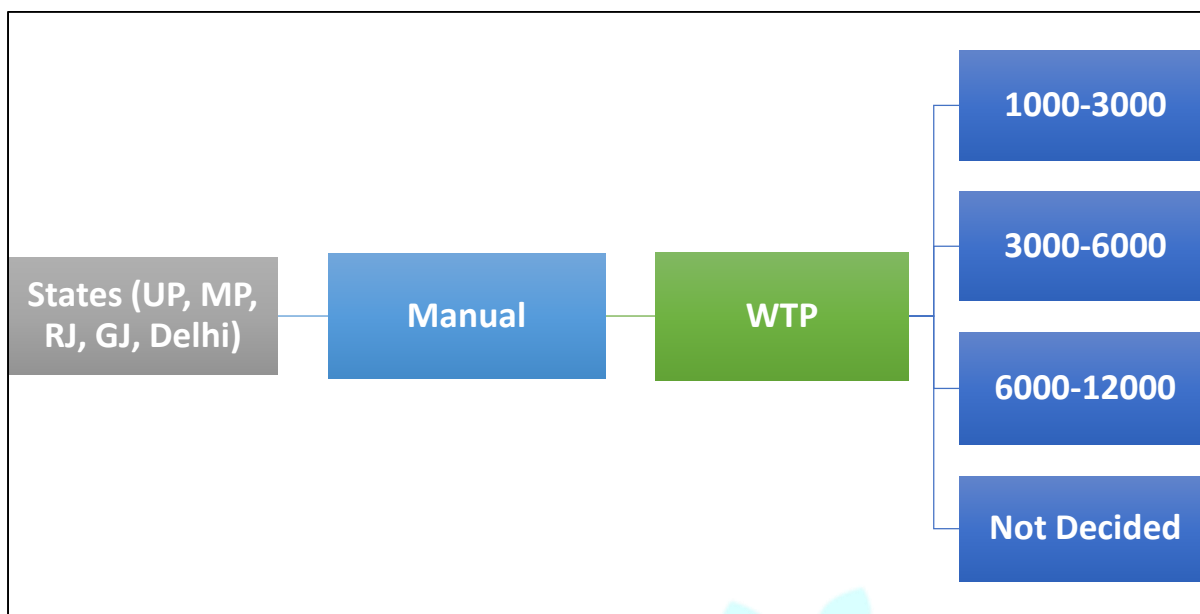 States (UP, MP,
RJ, GJ, Delhi)
Manual
WTP
1000-3000
3000-6000
6000-12000
Not Decided